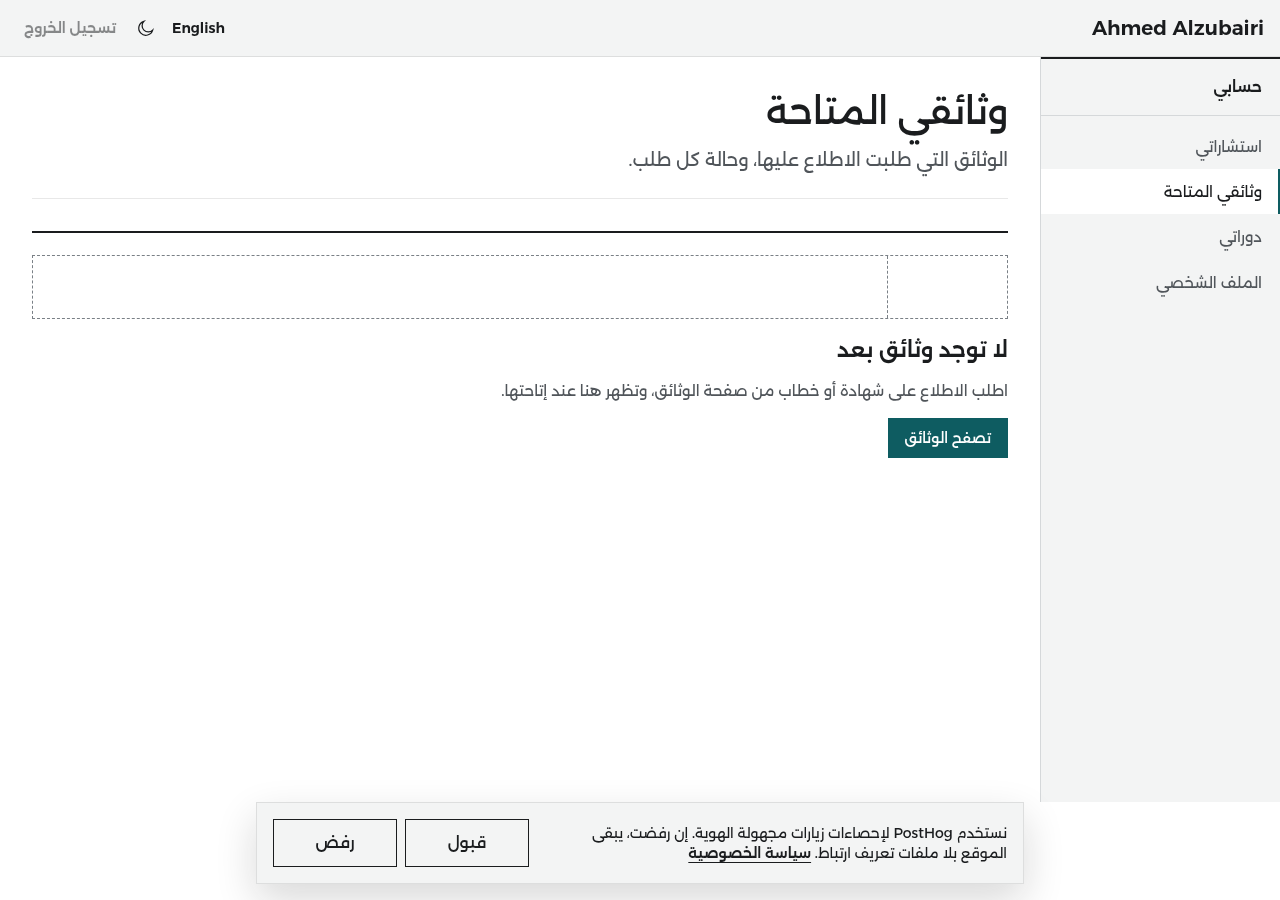 Ahmed Alzubairi
English
تسجيل الخروج
حسابي
استشاراتي
وثائقي المتاحة
دوراتي
الملف الشخصي
وثائقي المتاحة
الوثائق التي طلبت الاطلاع عليها، وحالة كل طلب.
لا توجد وثائق بعد
اطلب الاطلاع على شهادة أو خطاب من صفحة الوثائق، وتظهر هنا عند إتاحتها.
تصفح الوثائق
نستخدم PostHog لإحصاءات زيارات مجهولة الهوية. إن رفضت، يبقى
الموقع بلا ملفات تعريف ارتباط. سياسة الخصوصية
قبول
رفض